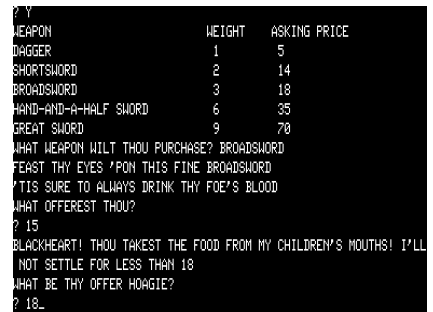 ? Y
WEAPON WEIGHT ASKING PRICE
DAGGER 1 5
SHORTSWORD 2 14
BROADSWORD 3 18
HAND-AND-A-HALF SWORD 6 35
GREAT SWORD 9 70
WHAT WEAPON WILT THOU PURCHASE? BROADSWORD
FEAST THY EYES 'PON THIS FINE BROADSWORD
'TIS SURE TO ALWAYS DRINK THY FOE'S BLOOD
WHAT OFFEREST THOU?
? 15
BLACKHEART! THOU TAKEST THE FOOD FROM MY CHILDREN'S MOUTHS! I'LL
NOT SETTLE FOR LESS THAN 18
WHAT BE THY OFFER HOAGIE?
? 18_